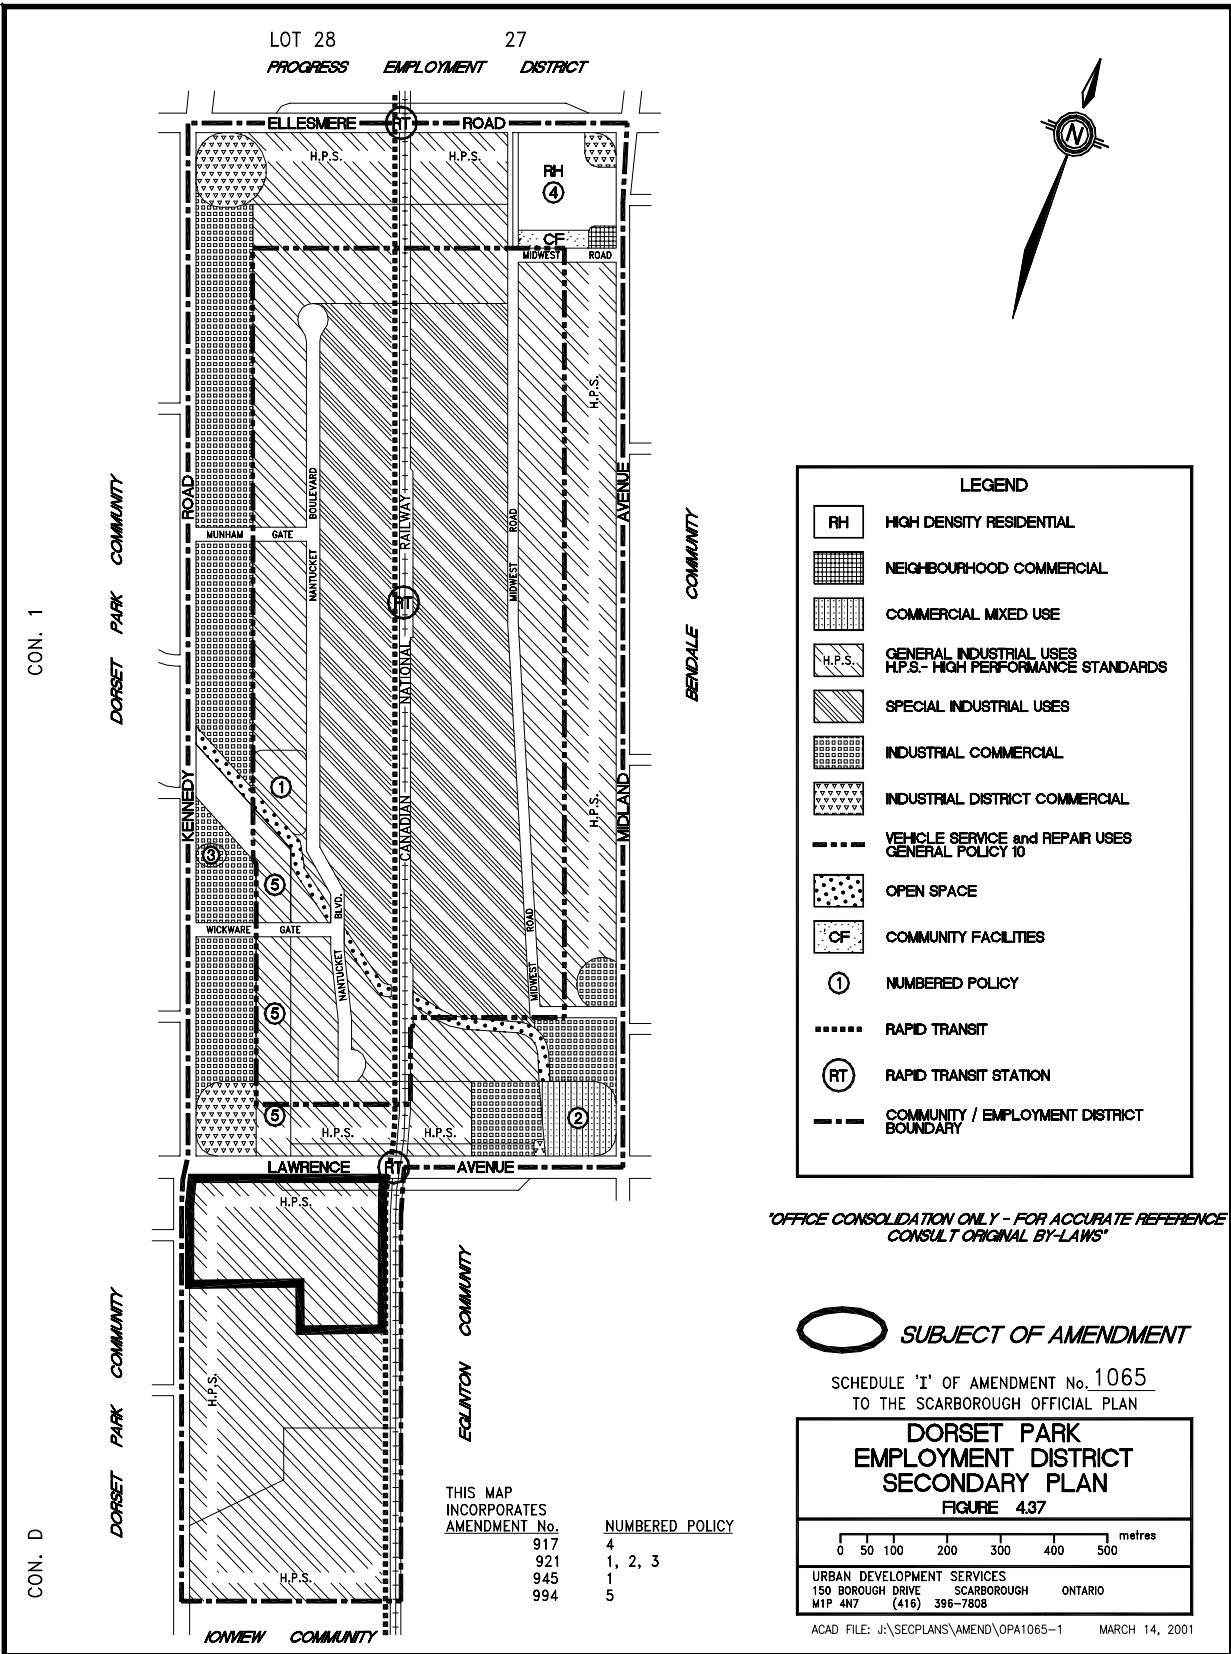 LOT 28
27
PROGRESS EMPLOYMENT DISTRICT
ELLESMERE RT ROAD
N
H.P.S.
H.P.S.
RH
4
CF
MIDWEST ROAD
H.P.S.
ROAD
BOULEVARD
RAILWAY
ROAD
AVENUE
MUNHAM GATE
NANTUCKET
RT
MIDWEST
DORSET PARK COMMUNITY
BENDALE COMMUNITY
CON. 1
NATIONAL
KENNEDY
1
CANADIAN
H.P.S.
MIDLAND
3
5
BLVD.
ROAD
WICKWARE GATE
NANTUCKET
MIDWEST
5
5
H.P.S.
H.P.S.
2
LAWRENCE RT AVENUE
H.P.S.
DORSET PARK COMMUNITY
EGLINTON COMMUNITY
H.P.S.
CON. D
H.P.S.
IONVIEW COMMUNITY
LEGEND
RH HIGH DENSITY RESIDENTIAL
NEIGHBOURHOOD COMMERCIAL
COMMERCIAL MIXED USE
H.P.S. GENERAL INDUSTRIAL USES
H.P.S.- HIGH PERFORMANCE STANDARDS
SPECIAL INDUSTRIAL USES
INDUSTRIAL COMMERCIAL
INDUSTRIAL DISTRICT COMMERCIAL
VEHICLE SERVICE and REPAIR USES
GENERAL POLICY 10
OPEN SPACE
CF COMMUNITY FACILITIES
1 NUMBERED POLICY
RAPID TRANSIT
RT RAPID TRANSIT STATION
COMMUNITY / EMPLOYMENT DISTRICT
BOUNDARY
"OFFICE CONSOLIDATION ONLY - FOR ACCURATE REFERENCE
CONSULT ORIGINAL BY-LAWS"
SUBJECT OF AMENDMENT
SCHEDULE 'I' OF AMENDMENT No. 1065
TO THE SCARBOROUGH OFFICIAL PLAN
DORSET PARK
EMPLOYMENT DISTRICT
SECONDARY PLAN
FIGURE 4.37
metres
0 50 100 200 300 400 500
URBAN DEVELOPMENT SERVICES
150 BOROUGH DRIVE SCARBOROUGH ONTARIO
M1P 4N7 (416) 396-7808
ACAD FILE: J:\SECPLANS\AMEND\OPA1065-1 MARCH 14, 2001
THIS MAP
INCORPORATES
AMENDMENT No. NUMBERED POLICY
917 4
921 1, 2, 3
945 1
994 5